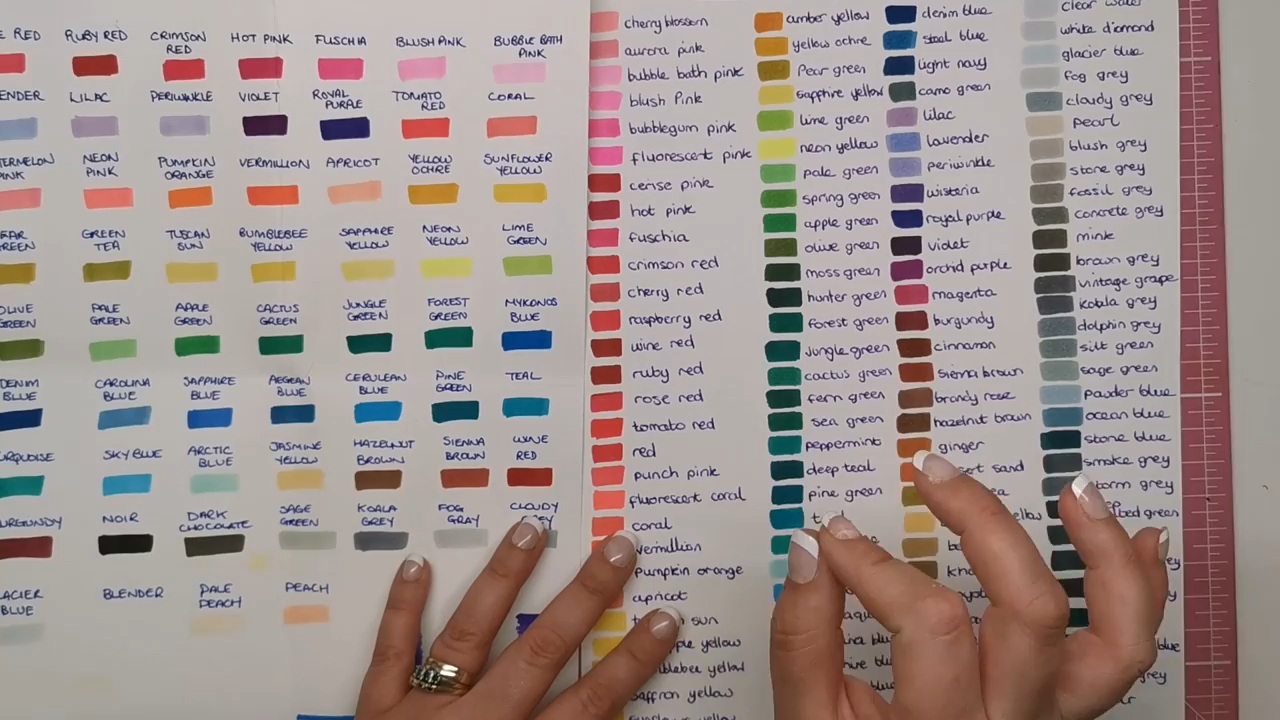 RED
RUBY RED
CRIMSON
RED
HOT PINK
FUSCHIA
BLUSH PINK
BUBBLE BATH
PINK
LILAC
PERIWINKLE
VIOLET
ROYAL
PURPLE
TOMATO
RED
CORAL
NEON
PINK
PUMPKIN
ORANGE
VERMILLION
APRICOT
YELLOW
OCHRE
SUNFLOWER
YELLOW
GREEN
GREEN
TEA
TUSCAN
SUN
BUMBLEBEE
YELLOW
SAPPHIRE
YELLOW
NEON
YELLOW
LIME
GREEN
GREEN
PALE
GREEN
APPLE
GREEN
CACTUS
GREEN
JUNGLE
GREEN
FOREST
GREEN
MYKONOS
BLUE
DENIM
BLUE
CAROLINA
BLUE
SAPPHIRE
BLUE
AEGEAN
BLUE
CERULEAN
BLUE
PINE
GREEN
TEAL
SKY BLUE
ARCTIC
BLUE
JASMINE
YELLOW
HAZELNUT
BROWN
SIENNA
BROWN
WINE
RED
NOIR
DARK
CHOCOLATE
SAGE
GREEN
KOALA
GREY
FOG
GRAY
CLOUDY
BLUE
BLENDER
PALE
PEACH
PEACH
cherry blossom
aurora pink
bubble bath pink
blush Pink
bubblegum pink
fluorescent pink
cerise pink
hot pink
fuschia
crimson red
cherry red
raspberry red
wine red
ruby red
rose red
tomato red
red
punch pink
fluorescent coral
coral
vermillion
pumpkin orange
apricot
sun
yellow
yellow
saffron yellow
amber yellow
yellow ochre
Pear green
sapphire yellow
lime green
neon yellow
pale green
spring green
apple green
olive green
moss green
hunter green
forest green
Jungle green
cactus green
fern green
sea green
peppermint
deep teal
pine green
denim blue
steel blue
light navy
camo green
lilac
lavender
periwinkle
wisteria
royal purple
violet
orchid purple
magenta
burgundy
cinnamon
sienna brown
brandy rose
hazelnut brown
ginger
sand
clear water
white diamond
glacier blue
fog grey
cloudy grey
pearl
blush grey
stone grey
fossil grey
concrete grey
mink
brown grey
vintage grape
koala grey
dolphin grey
silt green
sage green
powder blue
ocean blue
stone blue
smoke grey
green
blue